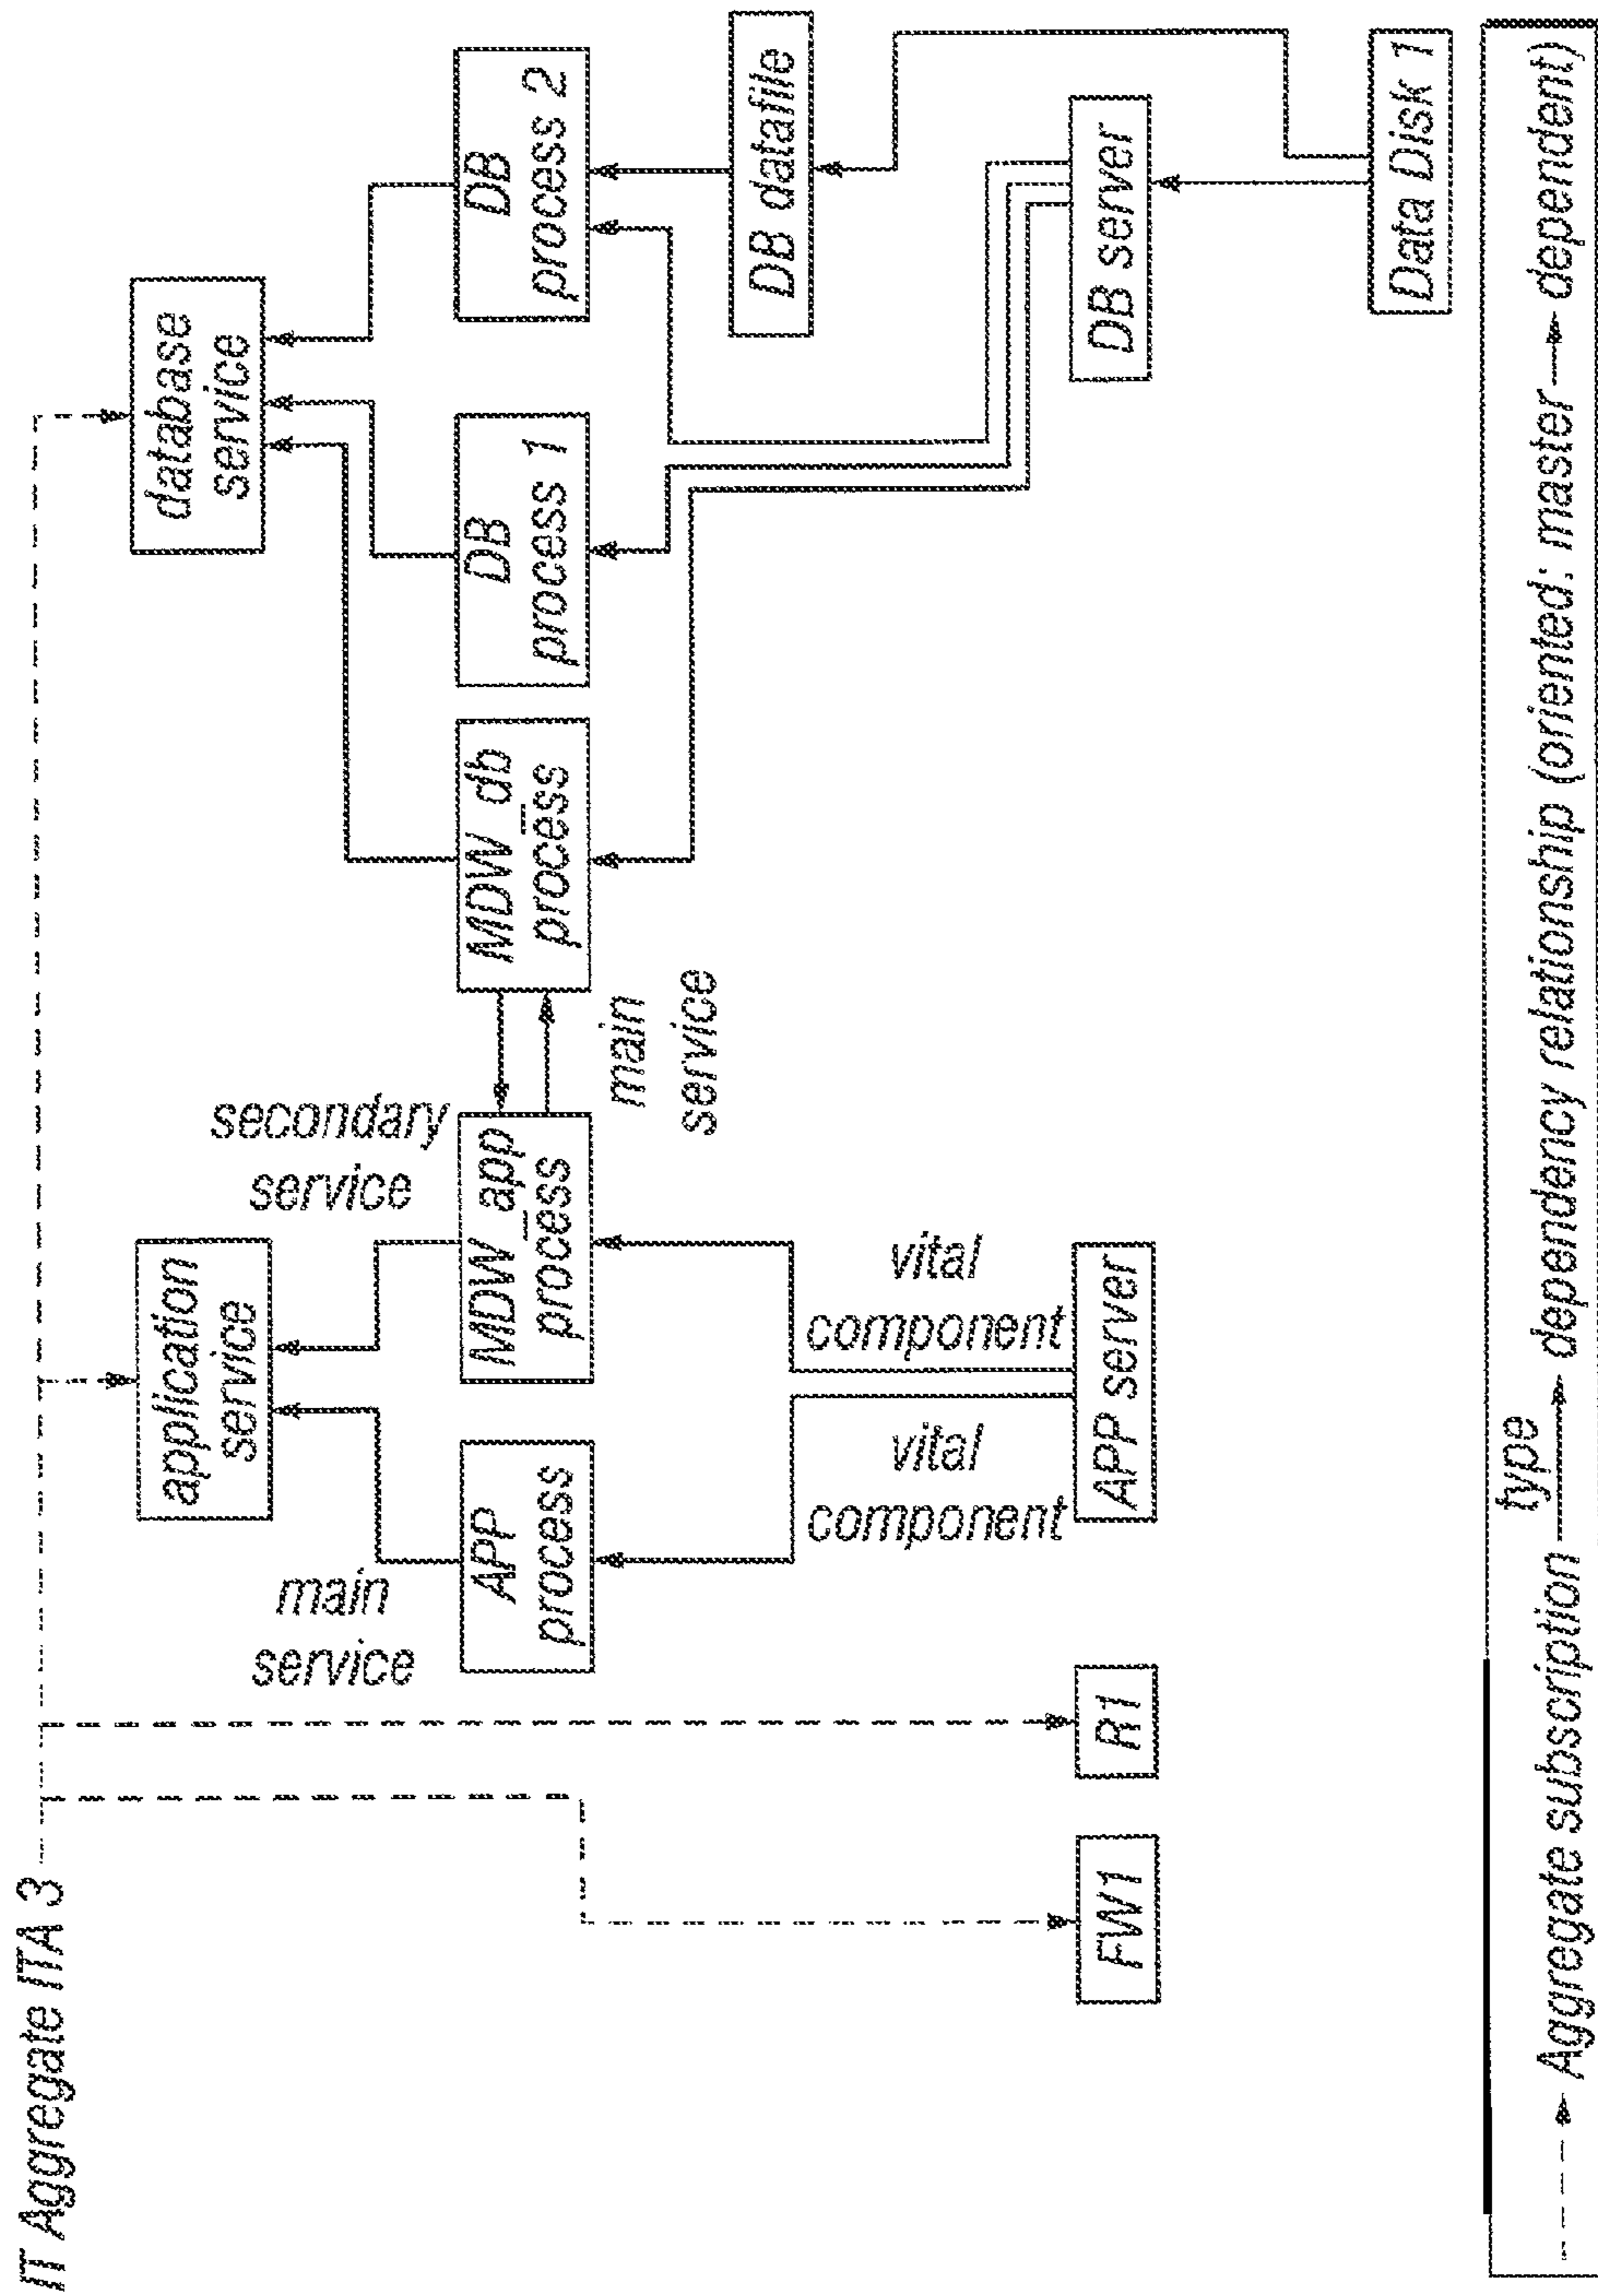 IT Aggregate ITA 3
application
service
database
service
main
service
secondary
service
APP
process
MDW_app
process
MDW_db
process
DB
process 1
DB
process 2
main
service
DB datafile
vital
component
vital
component
FW1
R1
APP server
DB server
Data Disk 1
type
Aggregate subscription
dependency relationship (oriented: master
dependent)